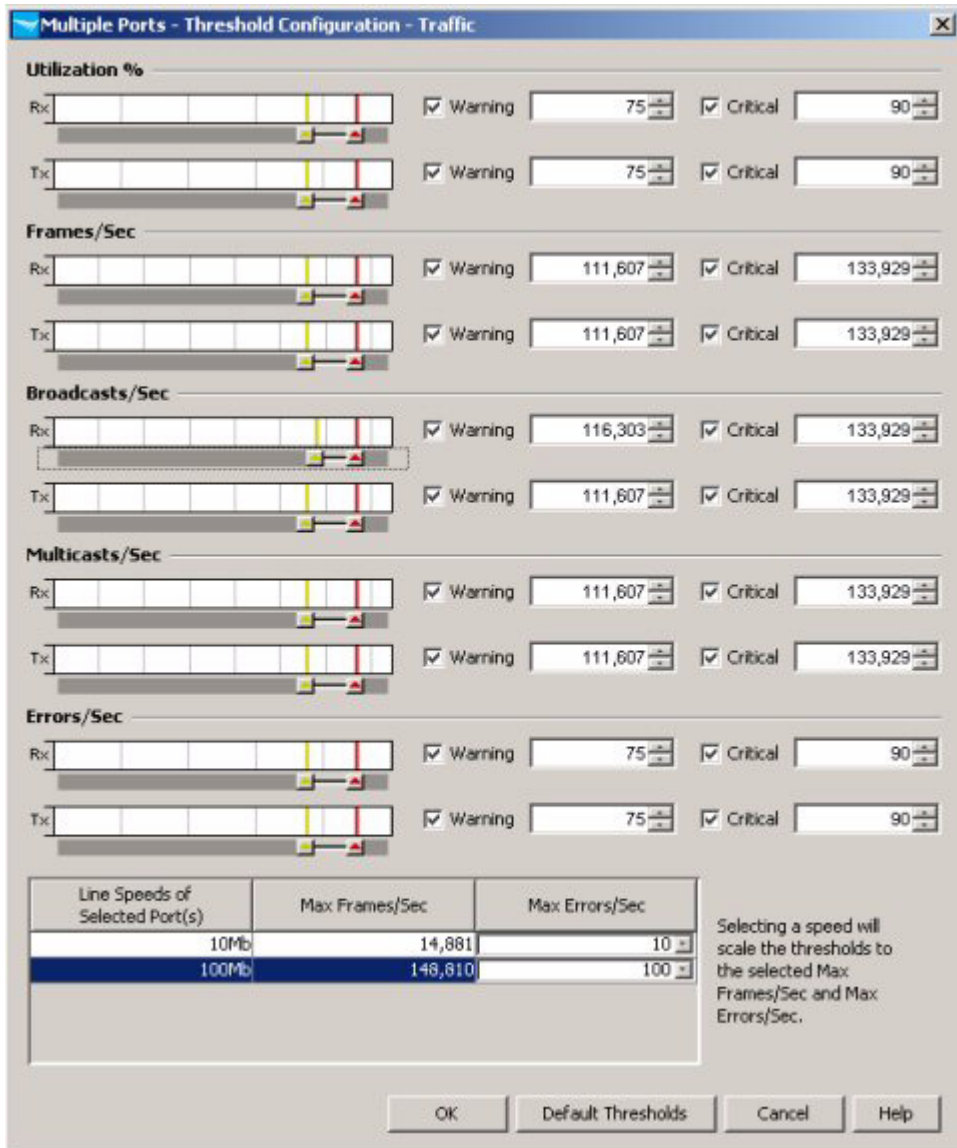 Multiple Ports - Threshold Configuration - Traffic
Utilization %
Rx Warning 75 Critical 90
Tx Warning 75 Critical 90
Frames/Sec
Rx Warning 111,607 Critical 133,929
Tx Warning 111,607 Critical 133,929
Broadcasts/Sec
Rx Warning 116,303 Critical 133,929
Tx Warning 111,607 Critical 133,929
Multicasts/Sec
Rx Warning 111,607 Critical 133,929
Tx Warning 111,607 Critical 133,929
Errors/Sec
Rx Warning 75 Critical 90
Tx Warning 75 Critical 90
Line Speeds of
Selected Port(s)
Max Frames/Sec
Max Errors/Sec
10Mb 14,881 10
100Mb 148,810 100
Selecting a speed will
scale the thresholds to
the selected Max
Frames/Sec and Max
Errors/Sec.
OK Default Thresholds Cancel Help